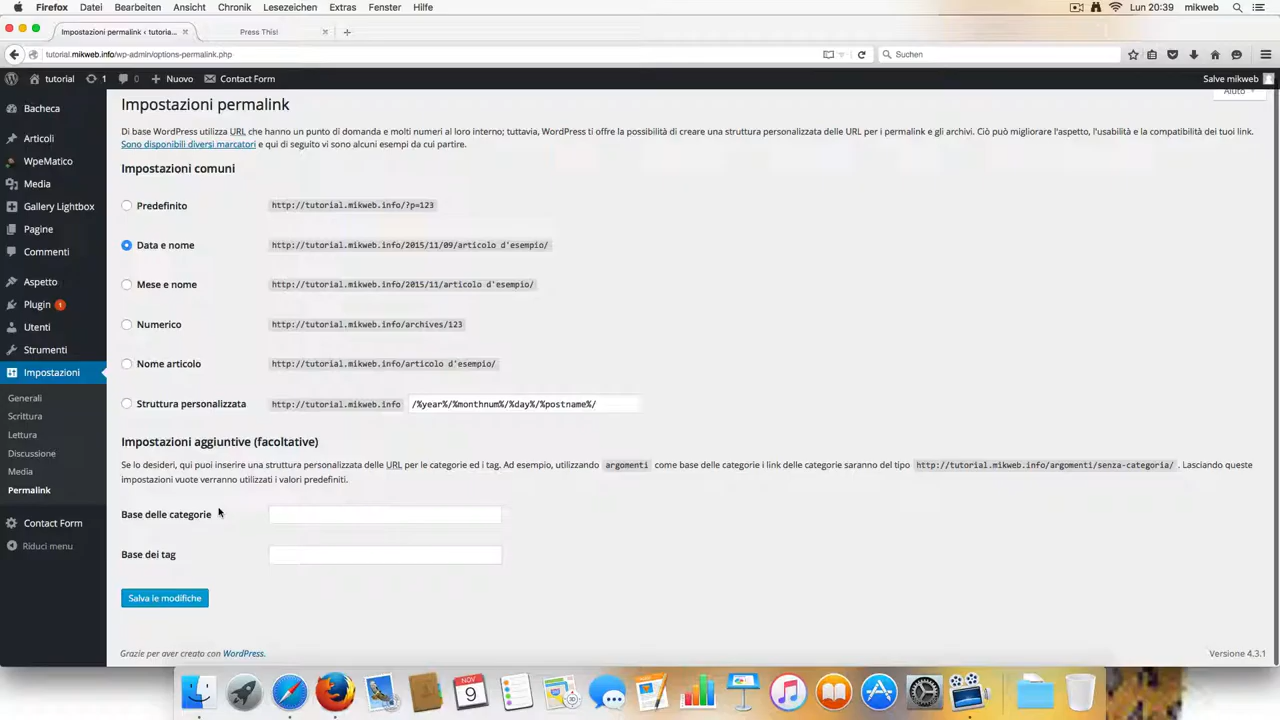 Firefox Datei Bearbeiten Ansicht Chronik Lesezeichen Extras Fenster Hilfe Lun 20:39 mikweb
Impostazioni permalink ‹ tutoria... × Press This! × +
tutorial.mikweb.info/wp-admin/options-permalink.php Suchen
tutorial 1 0 + Nuovo Contact Form Salve mikweb
Aiuto
Bacheca
Articoli
WpeMatico
Media
Gallery Lightbox
Pagine
Commenti
Aspetto
Plugin 1
Utenti
Strumenti
Impostazioni
Generali
Scrittura
Lettura
Discussione
Media
Permalink
Contact Form
Riduci menu
Impostazioni permalink
Di base WordPress utilizza URL che hanno un punto di domanda e molti numeri al loro interno; tuttavia, WordPress ti offre la possibilità di creare una struttura personalizzata delle URL per i permalink e gli archivi. Ciò può migliorare l'aspetto, l'usabilità e la compatibilità dei tuoi link.
Sono disponibili diversi marcatori e qui di seguito vi sono alcuni esempi da cui partire.
Impostazioni comuni
Predefinito http://tutorial.mikweb.info/?p=123
Data e nome http://tutorial.mikweb.info/2015/11/09/articolo d'esempio/
Mese e nome http://tutorial.mikweb.info/2015/11/articolo d'esempio/
Numerico http://tutorial.mikweb.info/archives/123
Nome articolo http://tutorial.mikweb.info/articolo d'esempio/
Struttura personalizzata http://tutorial.mikweb.info /%year%/%monthnum%/%day%/%postname%/
Impostazioni aggiuntive (facoltative)
Se lo desideri, qui puoi inserire una struttura personalizzata delle URL per le categorie ed i tag. Ad esempio, utilizzando argomenti come base delle categorie i link delle categorie saranno del tipo http://tutorial.mikweb.info/argomenti/senza-categoria/ . Lasciando queste
impostazioni vuote verranno utilizzati i valori predefiniti.
Base delle categorie
Base dei tag
Salva le modifiche
Grazie per aver creato con WordPress. Versione 4.3.1
NOV
9